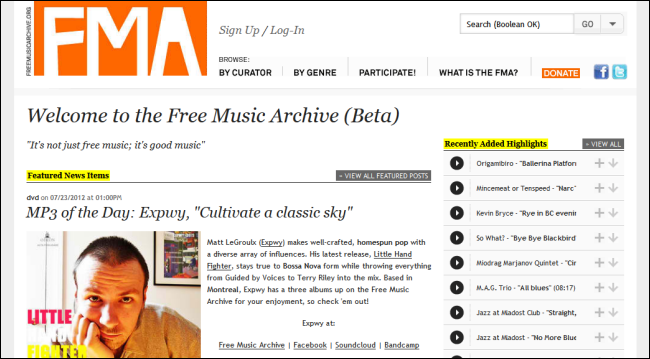 FREEMUSICARCHIVE.ORG
FMA
Sign Up / Log-In
Search (Boolean OK)
GO
BROWSE:
BY CURATOR
BY GENRE
PARTICIPATE!
WHAT IS THE FMA?
DONATE
Welcome to the Free Music Archive (Beta)
"It's not just free music; it's good music"
Featured News Items
» VIEW ALL FEATURED POSTS
dvd on 07/23/2012 at 01:00PM
MP3 of the Day: Expwy, "Cultivate a classic sky"
LITTLE
FIGHTER
Matt LeGroulx (Expwy) makes well-crafted, homespun pop with
a diverse array of influences. His latest release, Little Hand
Fighter, stays true to Bossa Nova form while throwing everything
from Guided by Voices to Terry Riley into the mix. Based in
Montreal, Expwy has a three albums up on the Free Music
Archive for your enjoyment, so check 'em out!
Expwy at:
Free Music Archive | Facebook | Soundcloud | Bandcamp
Recently Added Highlights
» VIEW ALL
Origamibiro - "Ballerina Platforr
Mincemeat or Tenspeed - "Narc"
Kevin Bryce - "Rye in BC evenin
So What? - "Bye Bye Blackbird
Miodrag Marjanov Quintet - "Cir
M.A.G. Trio - "All blues" (08:17)
Jazz at Miadost Club - "Straight,
Jazz at Miadost - "No More Blue